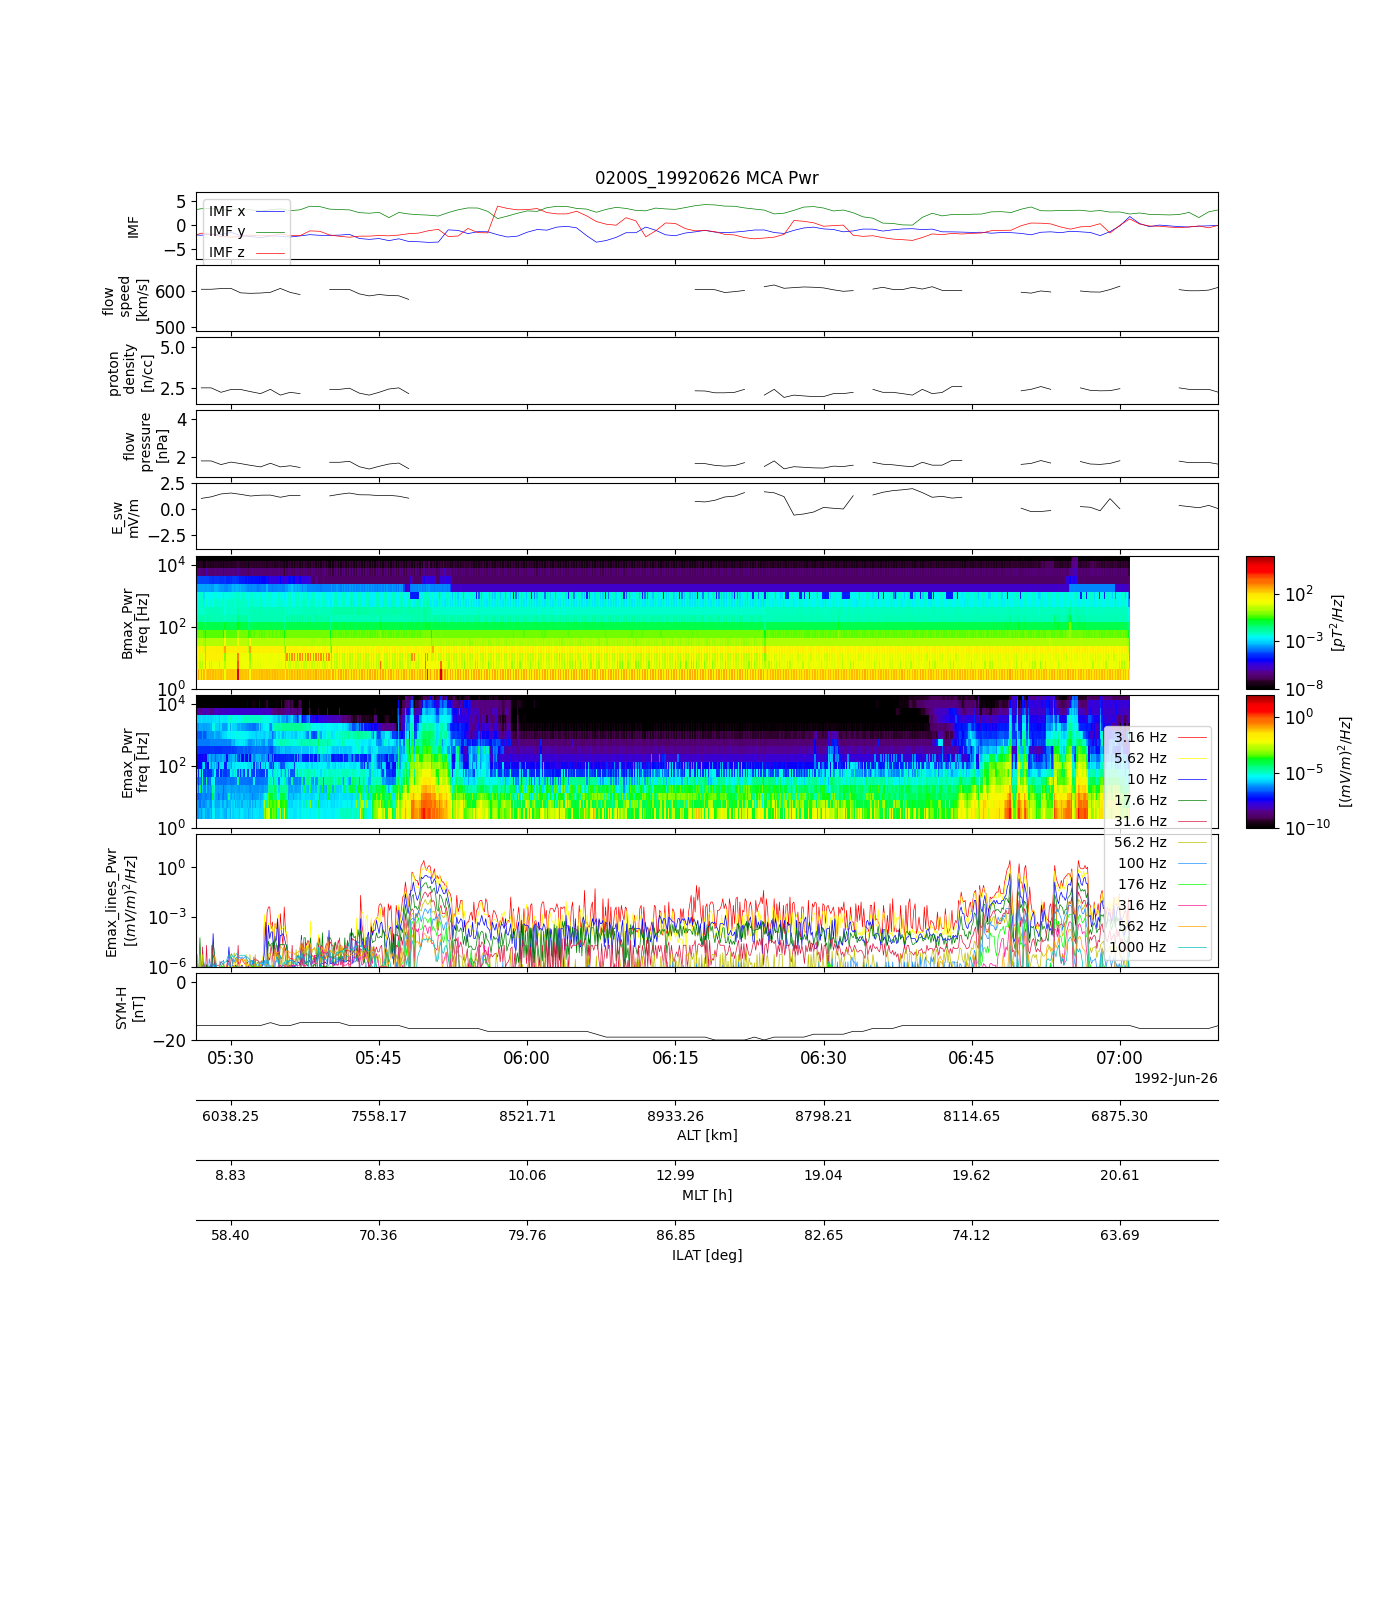 0200S_19920626 MCA Pwr
IMF
5
0
−5
IMF x
IMF y
IMF z
flow
speed
[km/s]
600
500
proton
density
[n/cc]
5.0
2.5
flow
pressure
[nPa]
4
2
E_sw
mV/m
2.5
0.0
−2.5
Bmax_Pwr
freq [Hz]
10^4
10^2
10^0
10^2
10^−3
10^−8
[pT^2/Hz]
Emax_Pwr
freq [Hz]
10^4
10^2
10^0
10^0
10^−5
10^−10
[(mV/m)^2/Hz]
3.16 Hz
5.62 Hz
10 Hz
17.6 Hz
31.6 Hz
56.2 Hz
100 Hz
176 Hz
316 Hz
562 Hz
1000 Hz
Emax_lines_Pwr
[(mV/m)^2/Hz]
10^0
10^−3
10^−6
SYM-H
[nT]
0
−20
05:30 05:45 06:00 06:15 06:30 06:45 07:00
1992-Jun-26
6038.25 7558.17 8521.71 8933.26 8798.21 8114.65 6875.30
ALT [km]
8.83 8.83 10.06 12.99 19.04 19.62 20.61
MLT [h]
58.40 70.36 79.76 86.85 82.65 74.12 63.69
ILAT [deg]